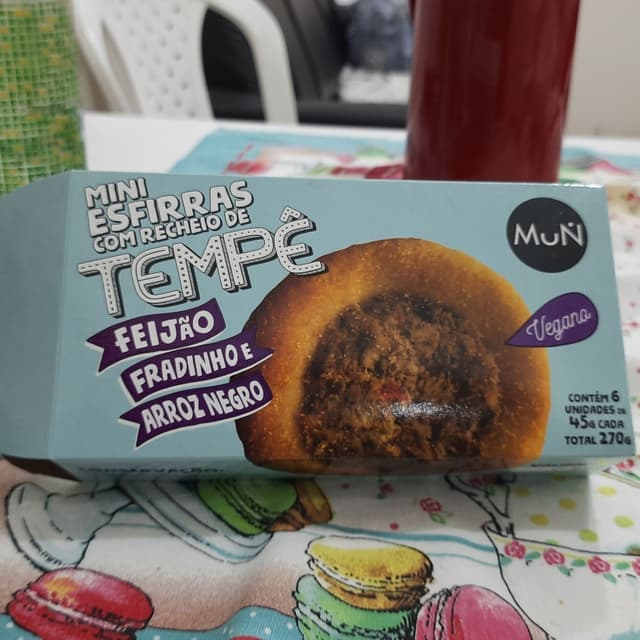 MINI
ESFIRRAS
COM RECHEIO DE
TEMPÊ
FEIJÃO
FRADINHO E
ARROZ NEGRO
MUÑ
Vegano
CONTÉM 6
UNIDADES DE
45G CADA
TOTAL 270G